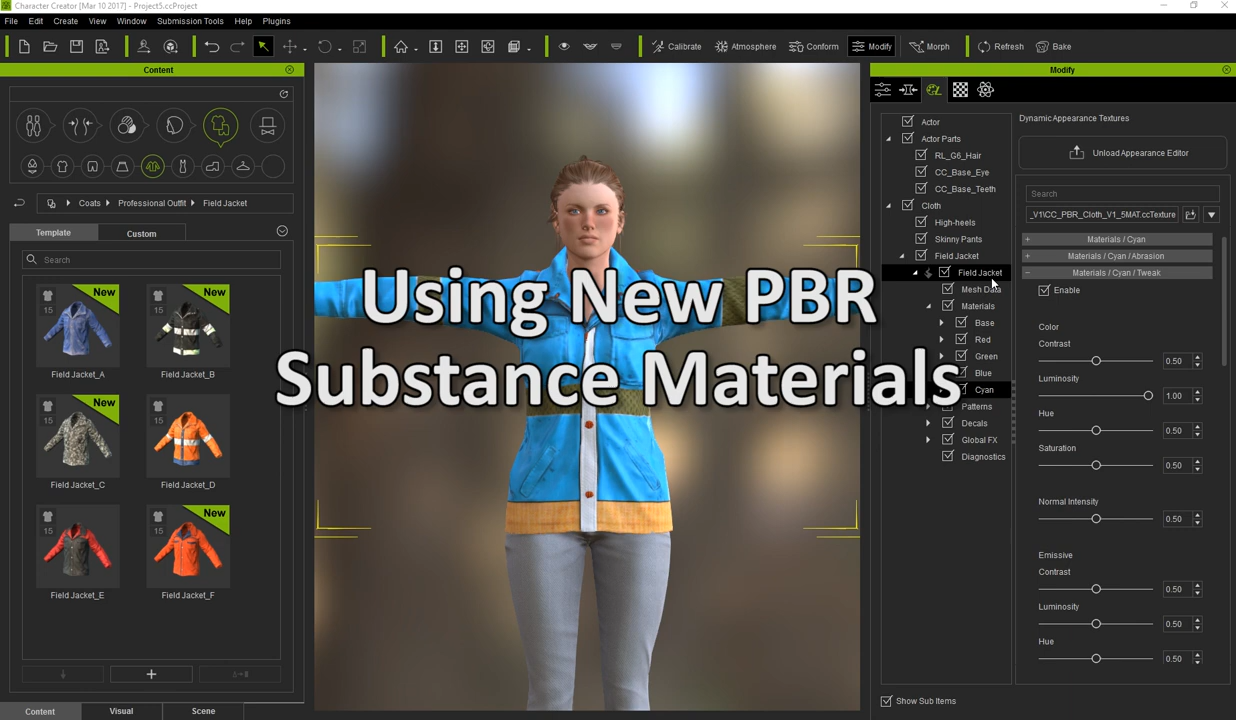 Character Creator [Mar 10 2017] - Project5.ccProject
File Edit Create View Window Submission Tools Help Plugins
Calibrate Atmosphere Conform Modify Morph Refresh Bake
Content
Coats Professional Outfit Field Jacket
Template Custom
Search
New
15
Field Jacket_A
New
15
Field Jacket_B
New
15
Field Jacket_C
15
Field Jacket_D
15
Field Jacket_E
New
15
Field Jacket_F
Content Visual Scene
Using New PBR
Substance Materials
Modify
Actor
Actor Parts
RL_G6_Hair
CC_Base_Eye
CC_Base_Teeth
Cloth
High-heels
Skinny Pants
Field Jacket
Field Jacket
Mesh Data
Materials
Base
Red
Green
Blue
Cyan
Patterns
Decals
Global FX
Diagnostics
Show Sub Items
Dynamic Appearance Textures
Unload Appearance Editor
Search
_V1\CC_PBR_Cloth_V1_5MAT.ccTexture
Materials / Cyan
Materials / Cyan / Abrasion
Materials / Cyan / Tweak
Enable
Color
Contrast
0.50
Luminosity
1.00
Hue
0.50
Saturation
0.50
Normal Intensity
0.50
Emissive
Contrast
0.50
Luminosity
0.50
Hue
0.50